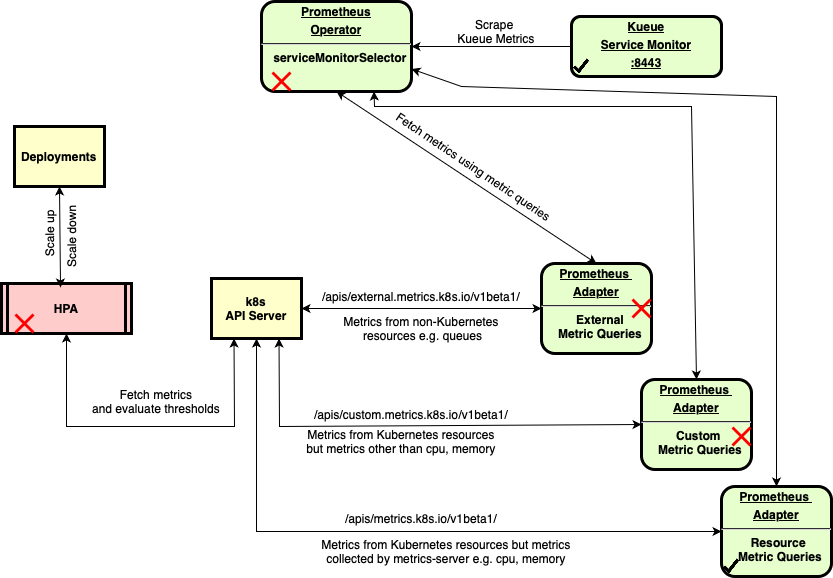 Prometheus
Operator
serviceMonitorSelector
Scrape
Kueue Metrics
Kueue
Service Monitor
:8443
Fetch metrics using metric queries
Deployments
Scale up
Scale down
HPA
k8s
API Server
/apis/external.metrics.k8s.io/v1beta1/
Metrics from non-Kubernetes
resources e.g. queues
Prometheus
Adapter
External
Metric Queries
Fetch metrics
and evaluate thresholds
/apis/custom.metrics.k8s.io/v1beta1/
Metrics from Kubernetes resources
but metrics other than cpu, memory
Prometheus
Adapter
Custom
Metric Queries
/apis/metrics.k8s.io/v1beta1/
Metrics from Kubernetes resources but metrics
collected by metrics-server e.g. cpu, memory
Prometheus
Adapter
Resource
Metric Queries